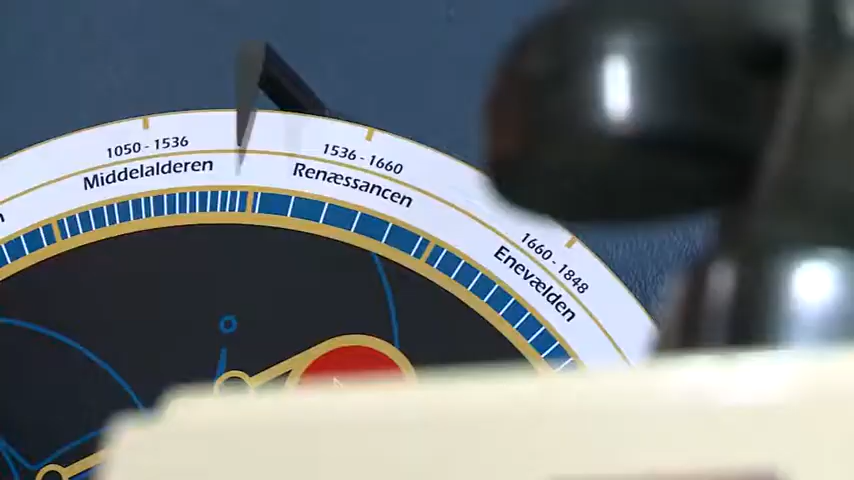 1050 - 1536
Middelalderen
1536 - 1660
Renæssancen
1660 - 1848
Enevælden